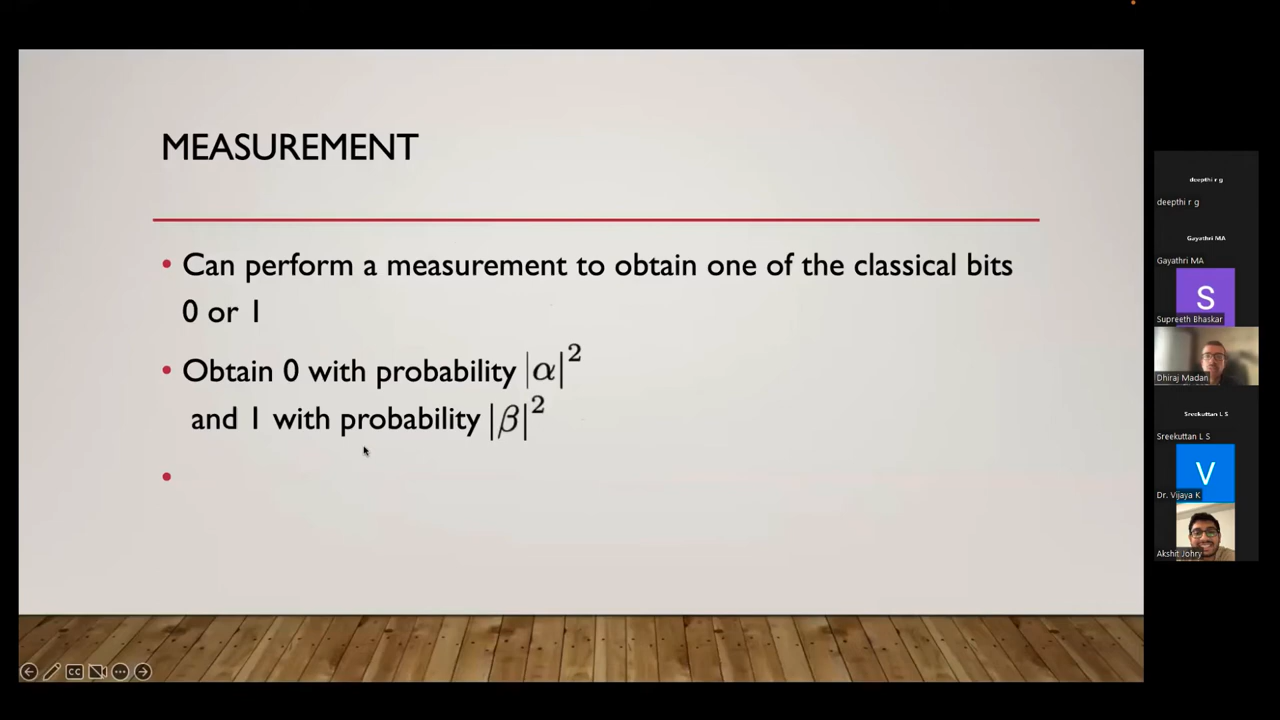 MEASUREMENT
• Can perform a measurement to obtain one of the classical bits
0 or 1
• Obtain 0 with probability |α|²
and 1 with probability |β|²
•
deepthi r g
deepthi r g
Gayathri MA
Gayathri MA
S
Supreeth Bhaskar
Dhiraj Madan
Sreekuttan L S
Sreekuttan L S
V
Dr. Vijaya K
Akshit Johry
CC